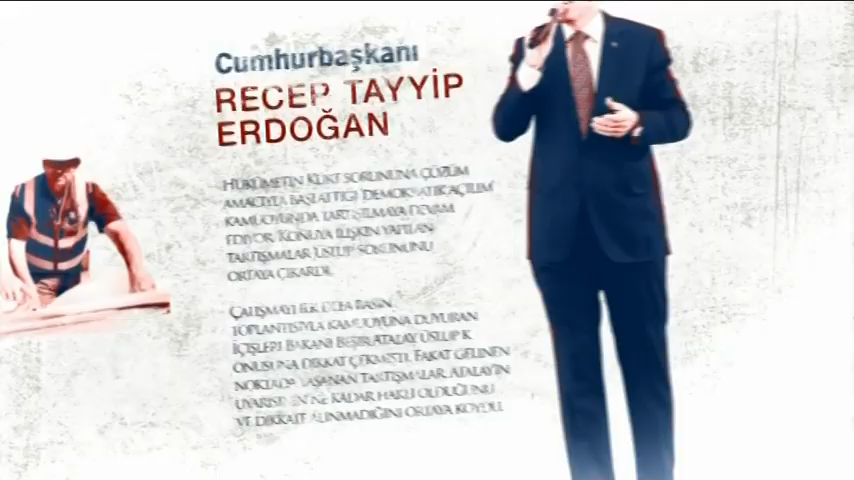 Cumhurbaşkanı
RECEP TAYYİP
ERDOĞAN
HÜKÜMETİN KÜRT SORUNUNA ÇÖZÜM
AMACIYLA BAŞLATTIĞI DEMOKRATİK AÇILIM
KAMUOYUNDA TARTIŞILMAYA DEVAM
EDİYOR. KONUYA İLİŞKİN YAPILAN
TARTIŞMALAR ÜSLUP SORUNUNU
ORTAYA ÇIKARDI.
ÇALIŞMAYI İLK DEFA BASIN
TOPLANTISIYLA KAMUOYUNA DUYURAN
İÇİŞLERİ BAKANI BEŞİR ATALAY ÜSLUP K
ONUSUNA DİKKAT ÇEKMİŞTİ. FAKAT GELİNEN
NOKTADA YAŞANAN TARTIŞMALAR, ATALAY'IN
UYARISI NE KADAR HAKLI OLDUĞUNU
VE DİKKATE ALINMADIĞINI ORTAYA KOYDU.